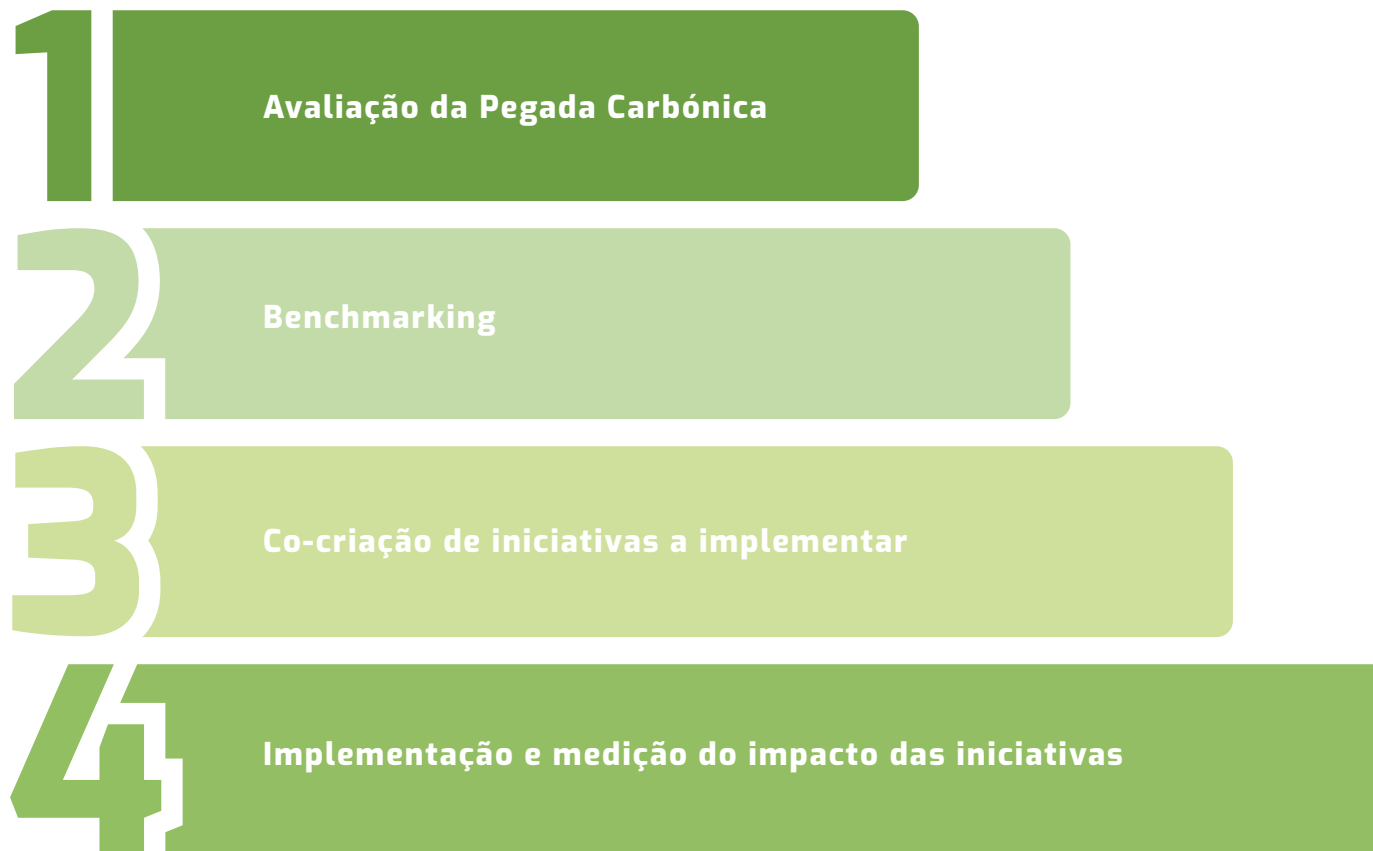 1
Avaliação da Pegada Carbónica
2
Benchmarking
3
Co-criação de iniciativas a implementar
4
Implementação e medição do impacto das iniciativas